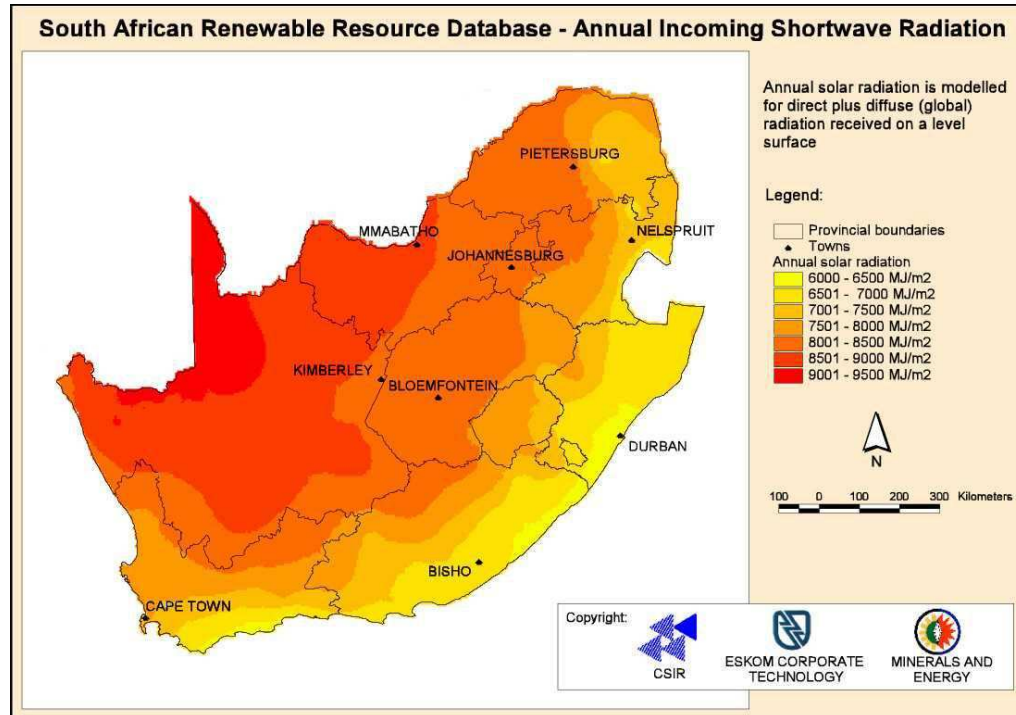 South African Renewable Resource Database - Annual Incoming Shortwave Radiation
Annual solar radiation is modelled
for direct plus diffuse (global)
radiation received on a level
surface
PIETERSBURG
MMABATHO
NELSPRUIT
JOHANNESBURG
KIMBERLEY
BLOEMFONTEIN
DURBAN
BISHO
CAPE TOWN
Legend:
Provincial boundaries
Towns
Annual solar radiation
6000 - 6500 MJ/m2
6501 - 7000 MJ/m2
7001 - 7500 MJ/m2
7501 - 8000 MJ/m2
8001 - 8500 MJ/m2
8501 - 9000 MJ/m2
9001 - 9500 MJ/m2
N
100 0 100 200 300 Kilometers
Copyright:
CSIR
ESKOM CORPORATE
TECHNOLOGY
MINERALS AND
ENERGY